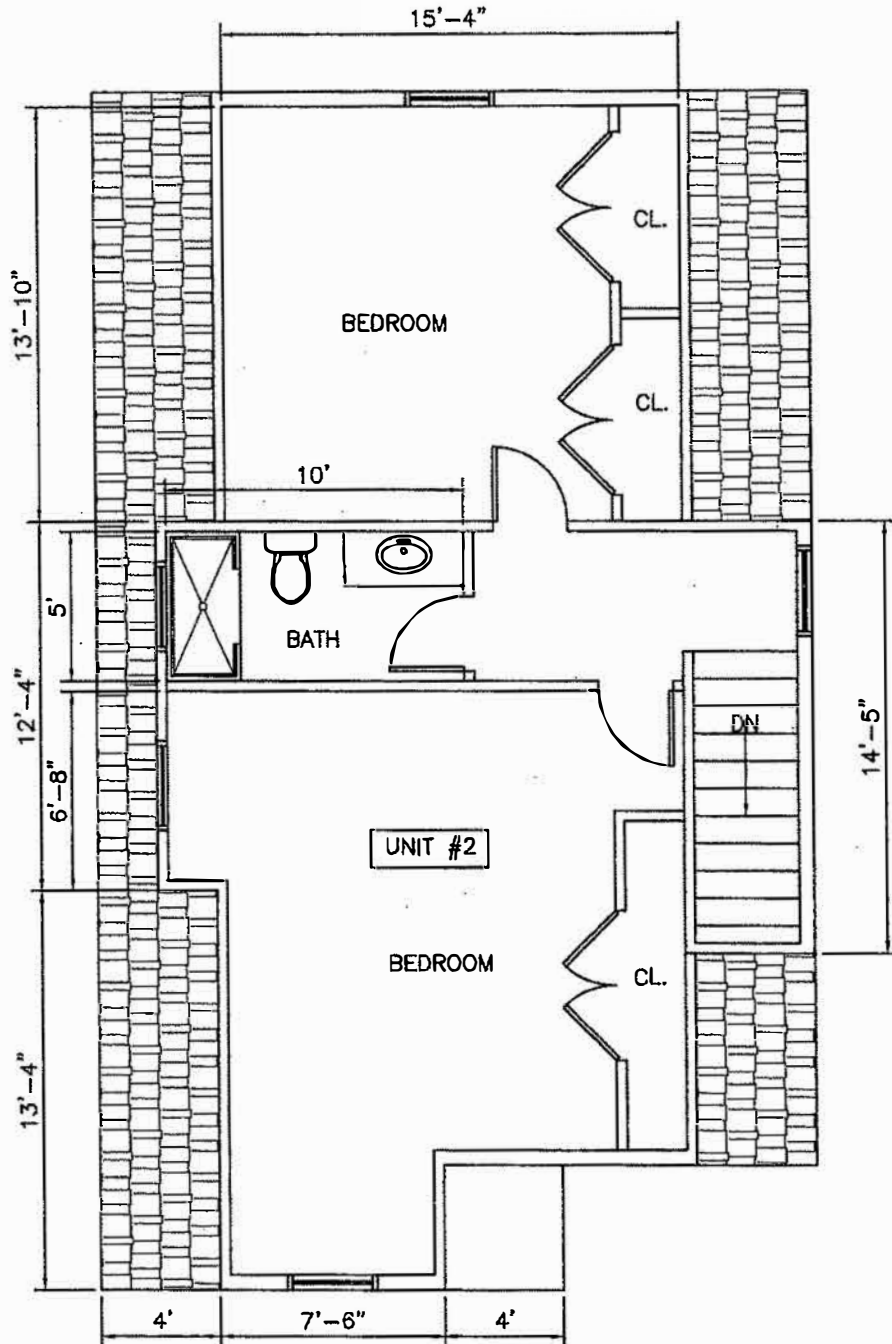 15'-4"
CL.
13'-10"
BEDROOM
CL.
10'
5'
BATH
12'-4"
DN
14'-5"
6'-8"
UNIT #2
BEDROOM
CL.
13'-4"
4'
7'-6"
4'